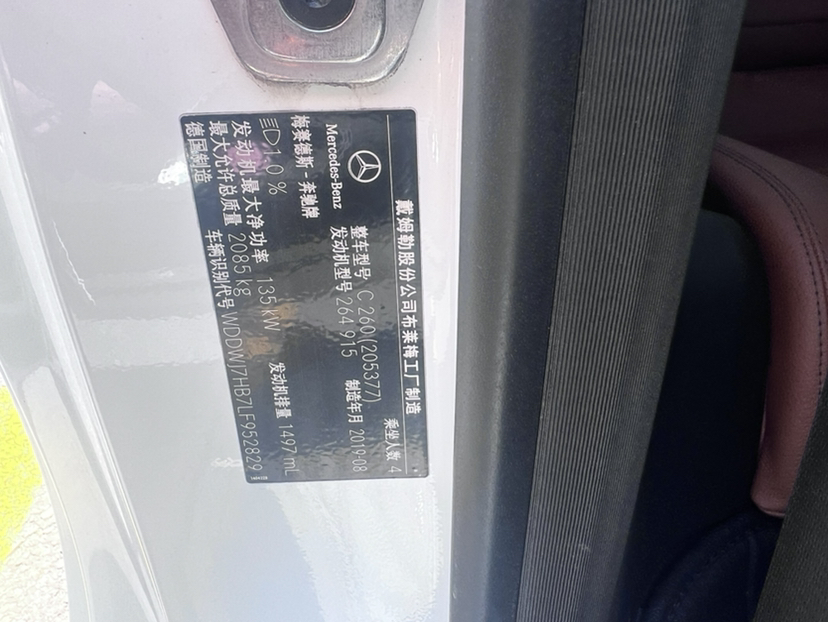 戴姆勒股份公司布莱梅工厂制造
乘坐人数 4
整车型号 C 260 (205377)
制造年月 2019-08
发动机型号 264 915
Mercedes-Benz
梅赛德斯-奔驰牌
发动机排量 1497 mL
1.0 %
发动机最大净功率 135 kW
最大允许总质量 2085 kg
德国制造
车辆识别代号 WDDWJ7HB7LF952829